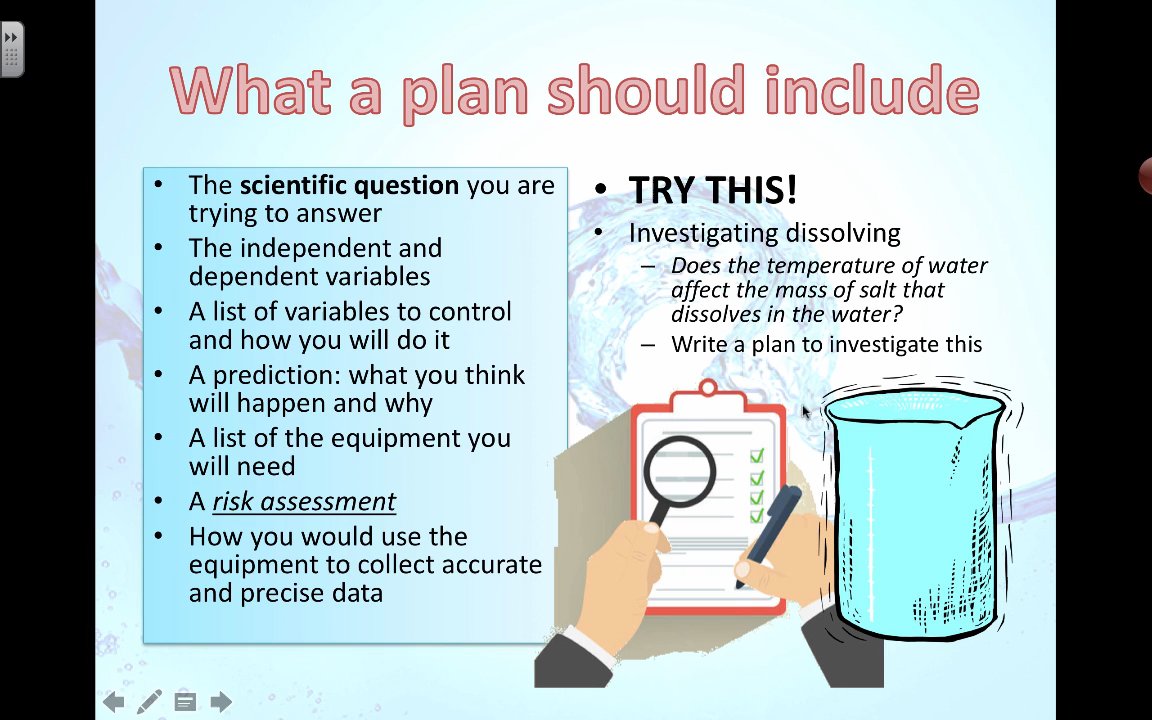 What a plan should include
• The scientific question you are
trying to answer
• The independent and
dependent variables
• A list of variables to control
and how you will do it
• A prediction: what you think
will happen and why
• A list of the equipment you
will need
• A risk assessment
• How you would use the
equipment to collect accurate
and precise data
• TRY THIS!
• Investigating dissolving
– Does the temperature of water
affect the mass of salt that
dissolves in the water?
– Write a plan to investigate this